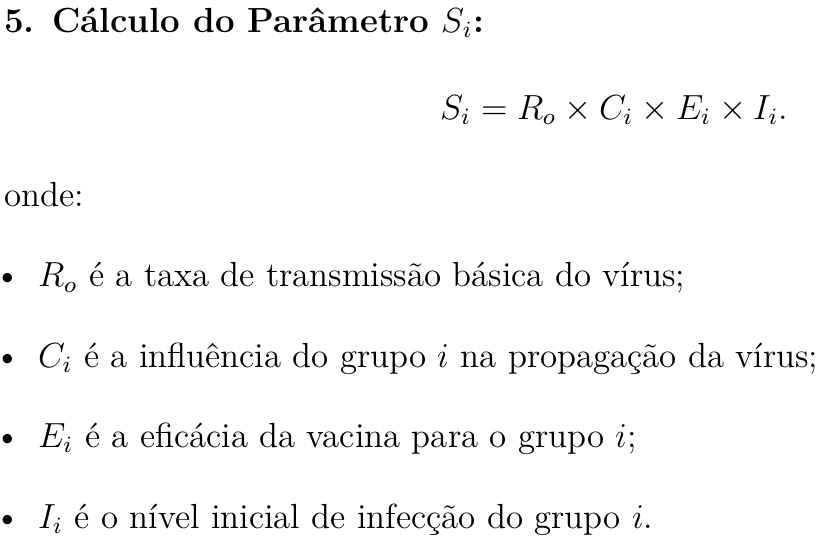 5. Cálculo do Parâmetro $S_i$:
$S_i = R_o \times C_i \times E_i \times I_i.$
onde:
• $R_o$ é a taxa de transmissão básica do vírus;
• $C_i$ é a influência do grupo $i$ na propagação da vírus;
• $E_i$ é a eficácia da vacina para o grupo $i$;
• $I_i$ é o nível inicial de infecção do grupo $i$.